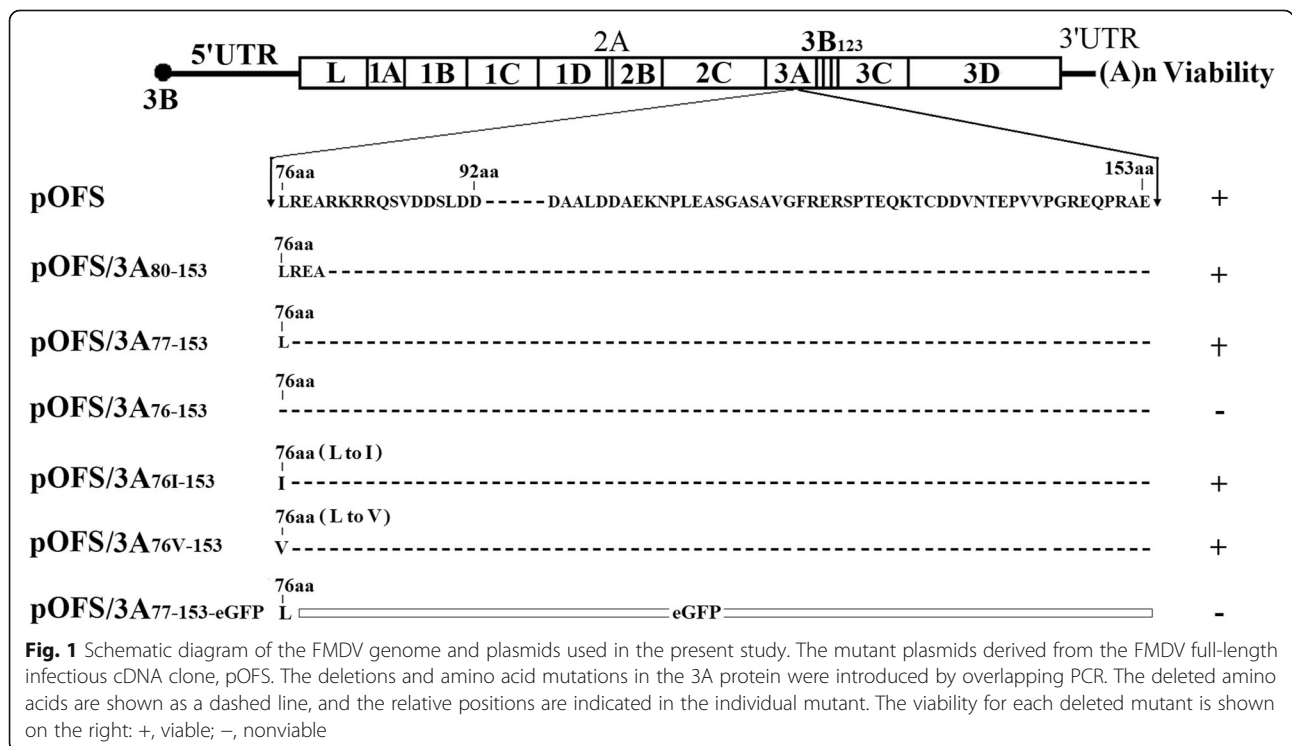 5'UTR 2A 3B123 3'UTR
3B L 1A 1B 1C 1D 2B 2C 3A 3C 3D (A)n Viability
76aa 92aa 153aa
pOFS LREARKRRQSVDDSLDD-----DAALDDAEKNPLEASGASAVGFRERSPTEQKTCDDVNTEPVVPGREQPRAE +
76aa
pOFS/3A80-153 LREA +
76aa
pOFS/3A77-153 L +
76aa
pOFS/3A76-153 -
76aa (L to I)
pOFS/3A76I-153 I +
76aa (L to V)
pOFS/3A76V-153 V +
76aa
pOFS/3A77-153-eGFP L eGFP -
Fig. 1 Schematic diagram of the FMDV genome and plasmids used in the present study. The mutant plasmids derived from the FMDV full-length
infectious cDNA clone, pOFS. The deletions and amino acid mutations in the 3A protein were introduced by overlapping PCR. The deleted amino
acids are shown as a dashed line, and the relative positions are indicated in the individual mutant. The viability for each deleted mutant is shown
on the right: +, viable; −, nonviable